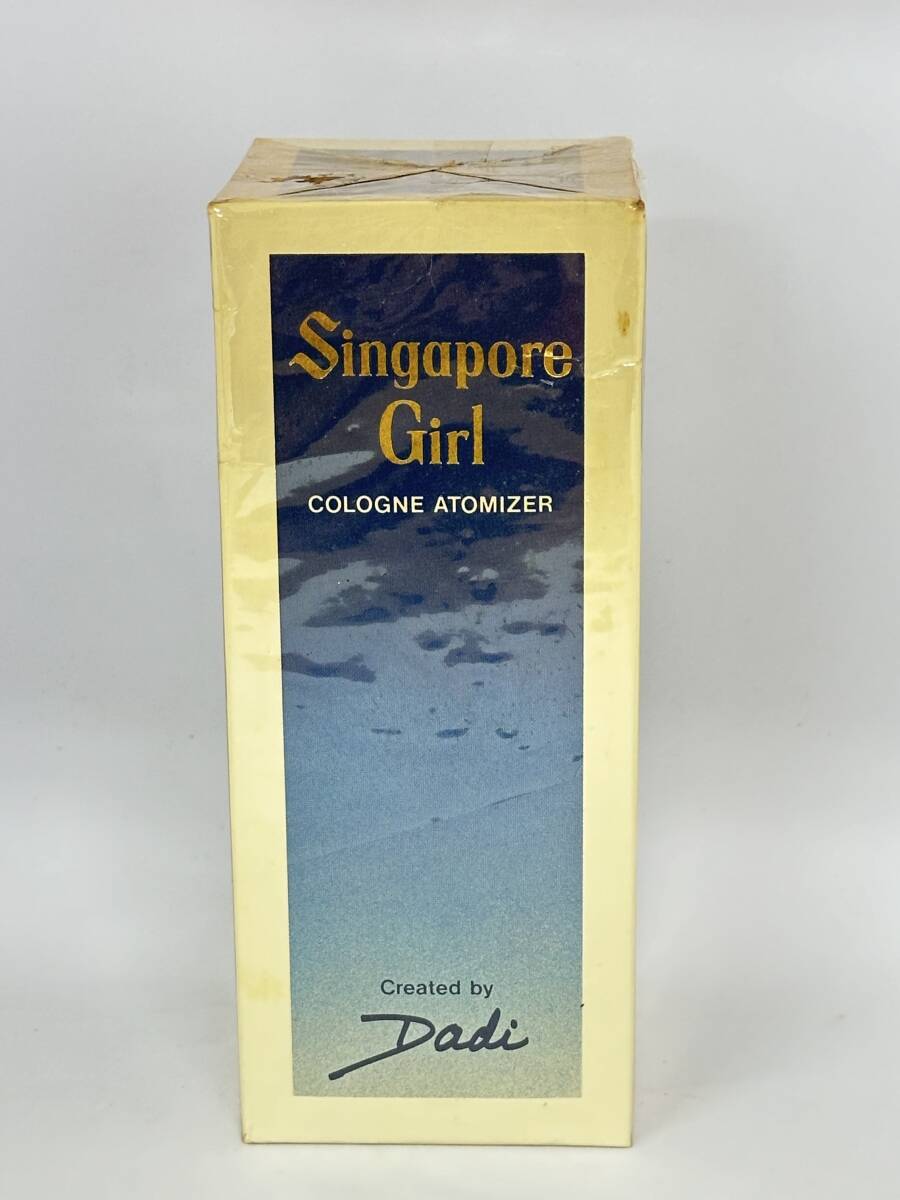 Singapore
Girl
COLOGNE ATOMIZER
Created by
Dadi